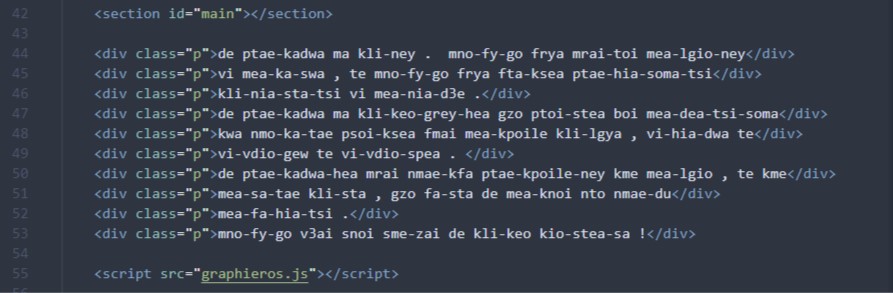 42 <section id="main"></section>
43
44 <div class="p">de ptae-kadwa ma kli-ney .  mno-fy-go frya mrai-toi mea-lgio-ney</div>
45 <div class="p">vi mea-ka-swa , te mno-fy-go frya fta-ksea ptae-hia-soma-tsi</div>
46 <div class="p">kli-nia-sta-tsi vi mea-nia-d3e .</div>
47 <div class="p">de ptae-kadwa ma kli-keo-grey-hea gzo ptoi-stea boi mea-dea-tsi-soma</div>
48 <div class="p">kwa nmo-ka-tae psoi-ksea fmai mea-kpoile kli-lgya , vi-hia-dwa te</div>
49 <div class="p">vi-vdio-gew te vi-vdio-spea . </div>
50 <div class="p">de ptae-kadwa-hea mrai nmae-kfa ptae-kpoile-ney kme mea-lgio , te kme</div>
51 <div class="p">mea-sa-tae kli-sta , gzo fa-sta de mea-knoi nto nmae-du</div>
52 <div class="p">mea-fa-hia-tsi .</div>
53 <div class="p">mno-fy-go v3ai snoi sme-zai de kli-keo kio-stea-sa !</div>
54
55 <script src="graphieros.js"></script>